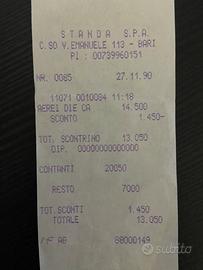 STANDA S.P.A.
C.SO V.EMANUELE 113 - BARI
PI : 00739960151
NR. 0085 27.11.90
11071 0010084 11:18
AEREI DIE CA 14.500
SCONTO 1.450-
TOT. SCONTRINO 13.050
DIP. 00000000000000
CONTANTI 20050
RESTO 7000
TOT.SCONTI 1.450
TOTALE 13.050
AG 88000149
subito